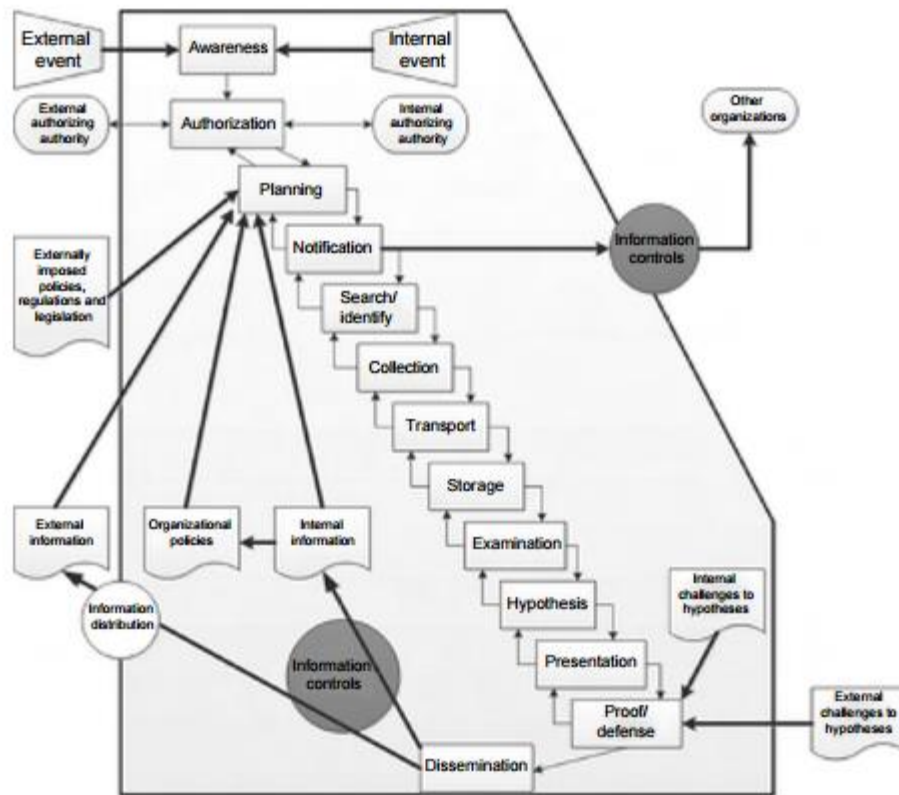 External
event
Awareness
Internal
event
External
authorizing
authority
Authorization
Internal
authorizing
authority
Other
organizations
Planning
Externally
imposed
policies,
regulations and
legislation
Notification
Information
controls
Search/
identify
Collection
Transport
Storage
External
information
Organizational
policies
Internal
information
Examination
Internal
challenges to
hypotheses
Hypothesis
Information
distribution
Information
controls
Presentation
External
challenges to
hypotheses
Proof/
defense
Dissemination